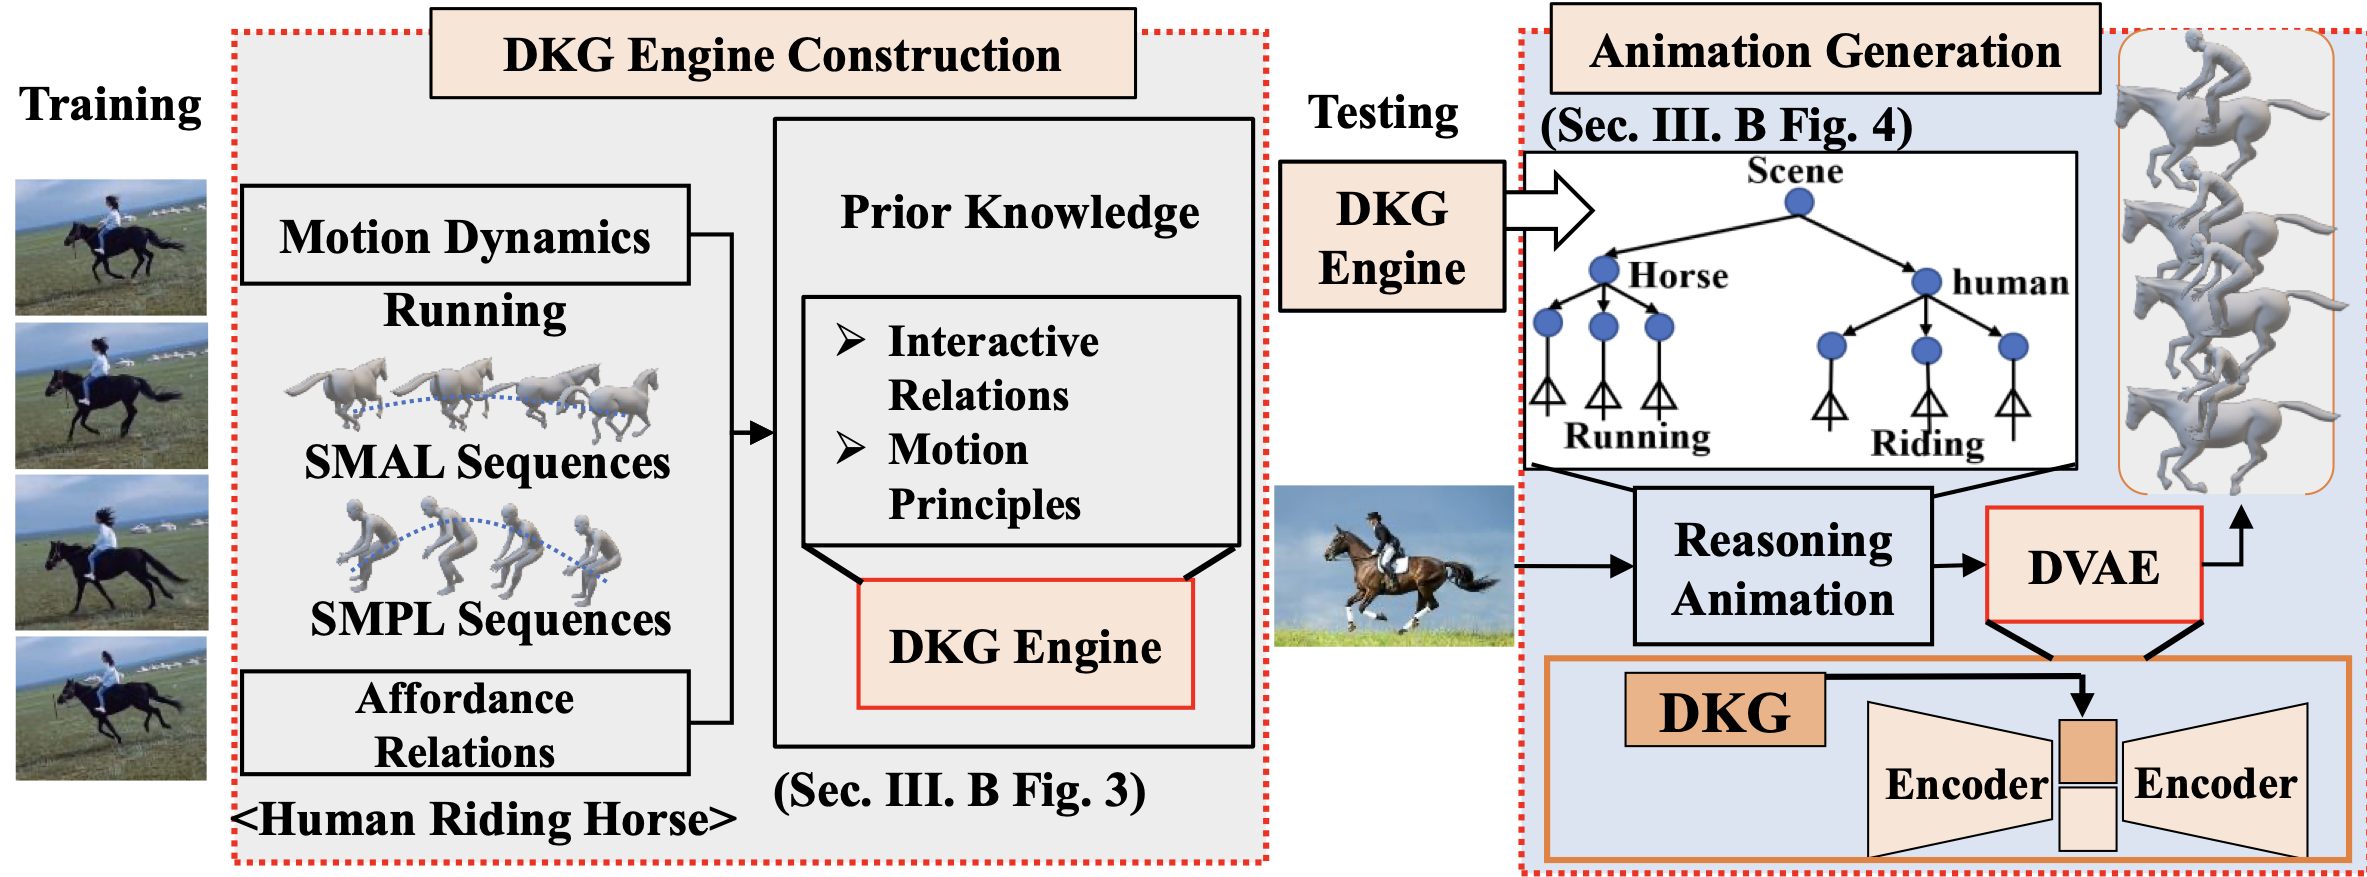 Training
DKG Engine Construction
Motion Dynamics
Running
SMAL Sequences
SMPL Sequences
Affordance
Relations
<Human Riding Horse>
Prior Knowledge
➢ Interactive
Relations
➢ Motion
Principles
DKG Engine
(Sec. III. B Fig. 3)
Testing
DKG
Engine
Animation Generation
(Sec. III. B Fig. 4)
Scene
Horse
human
Running
Riding
Reasoning
Animation
DVAE
DKG
Encoder
Encoder